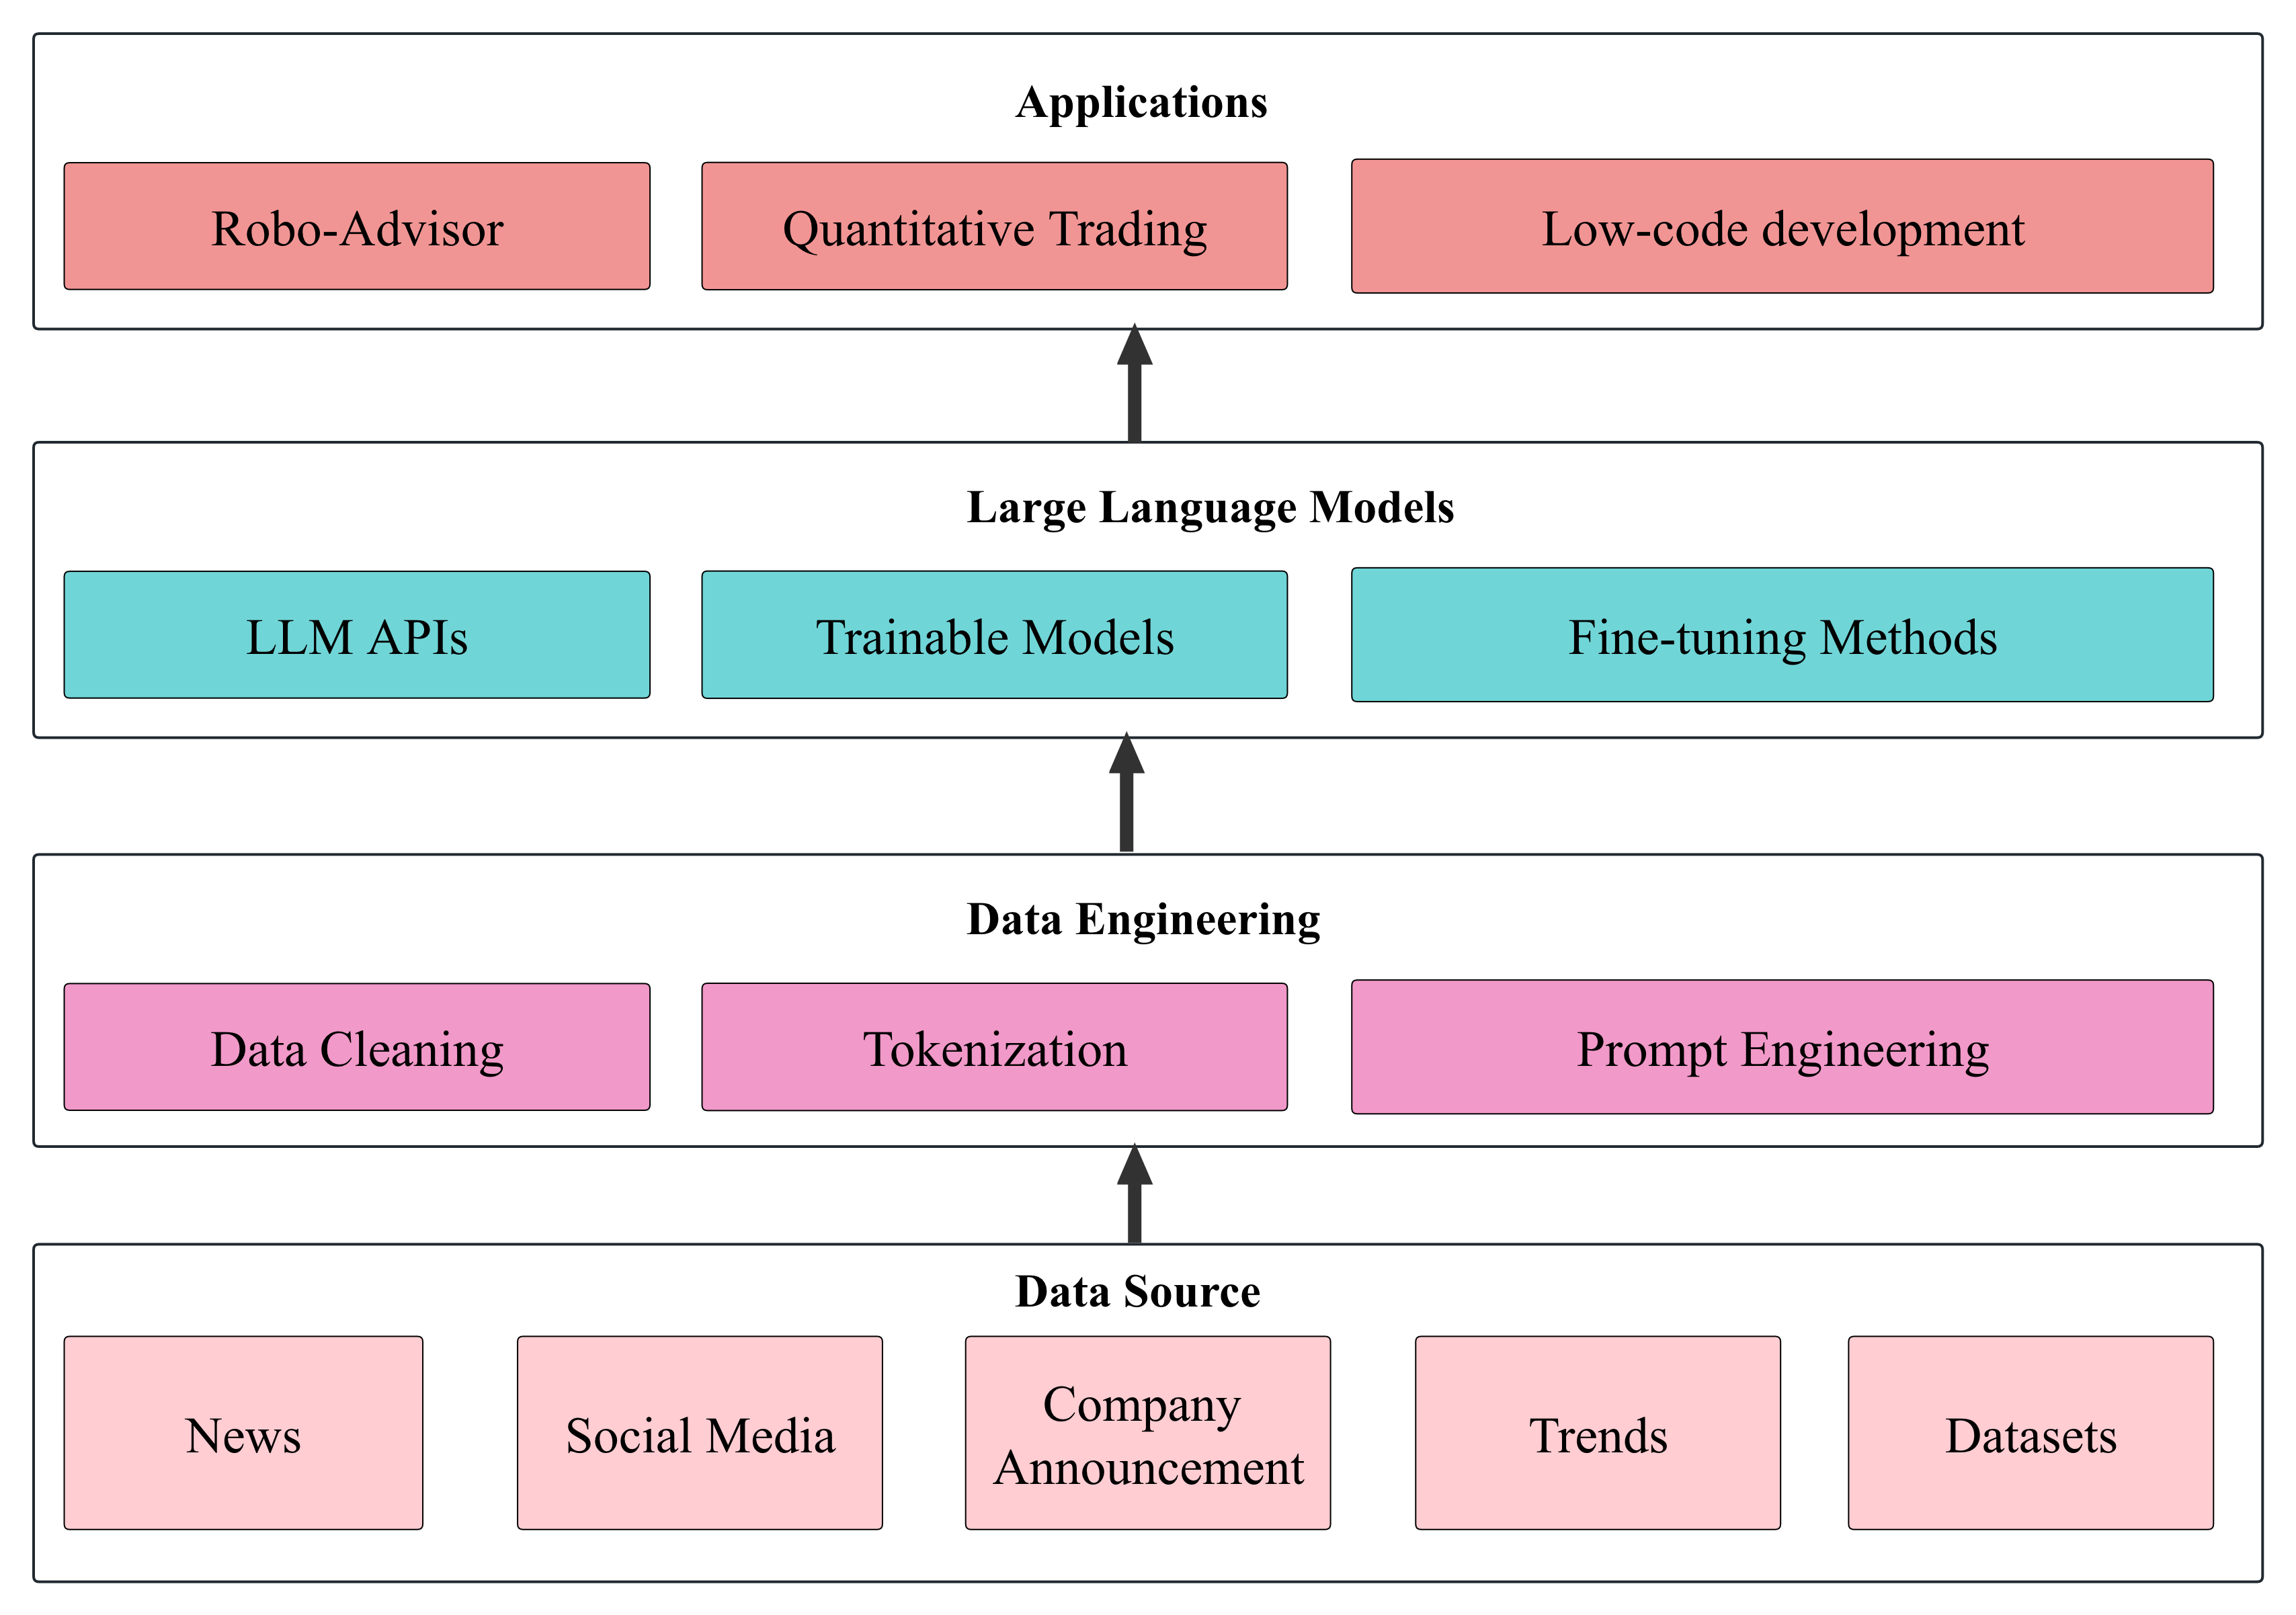 Applications
Robo-Advisor
Quantitative Trading
Low-code development
Large Language Models
LLM APIs
Trainable Models
Fine-tuning Methods
Data Engineering
Data Cleaning
Tokenization
Prompt Engineering
Data Source
News
Social Media
Company
Announcement
Trends
Datasets